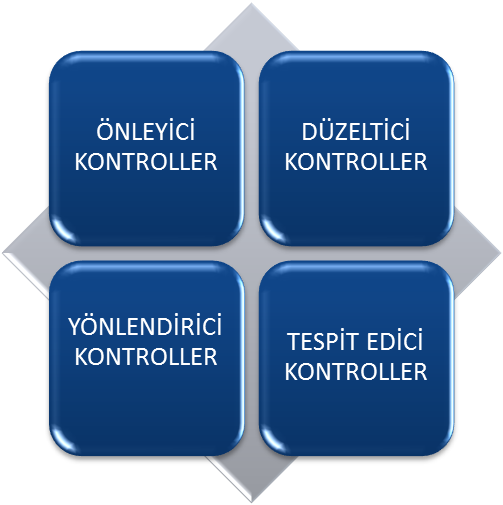 ÖNLEYİCİ
KONTROLLER
DÜZELTİCİ
KONTROLLER
YÖNLENDİRİCİ
KONTROLLER
TESPİT EDİCİ
KONTROLLER